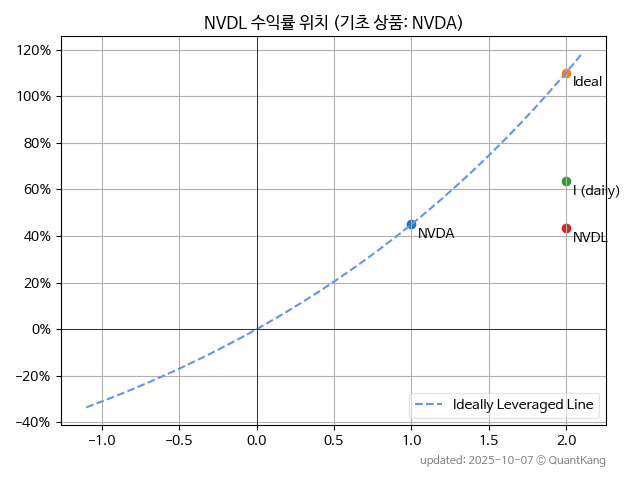 NVDL 수익률 위치 (기초 상품: NVDA)
120%
100%
80%
60%
40%
20%
0%
−20%
−40%
Ideal
I (daily)
NVDA
NVDL
Ideally Leveraged Line
−1.0 −0.5 0.0 0.5 1.0 1.5 2.0
updated: 2025-10-07 © QuantKang